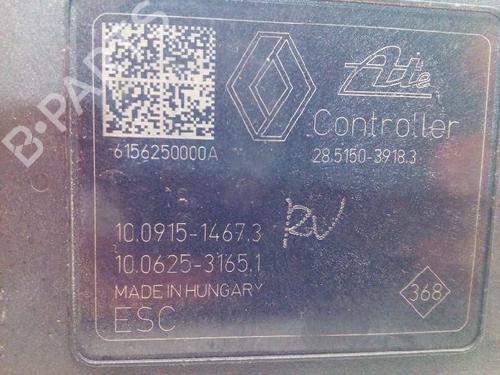 B-PARTS
Ate
Controller
6156250000A
28.5150-3918.3
10.0915-1467.3
RV
10.0625-3165.1
MADE IN HUNGARY
368
ESC